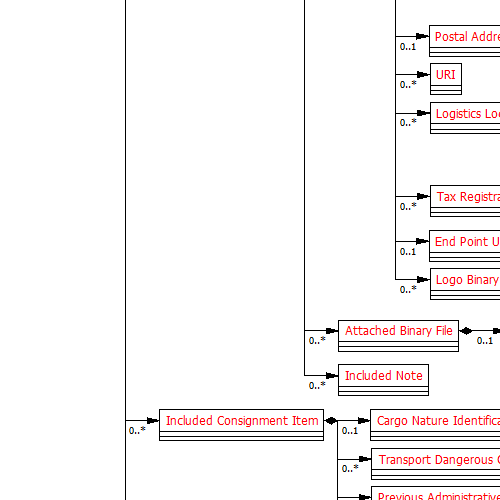 Postal Addre
0..1
URI
0..*
Logistics Lo
0..*
Tax Registra
0..*
End Point U
0..1
Logo Binary
0..*
Attached Binary File
0..*
0..1
Included Note
0..*
Included Consignment Item
0..*
Cargo Nature Identifica
0..1
Transport Dangerous
0..*
Previous Administrative